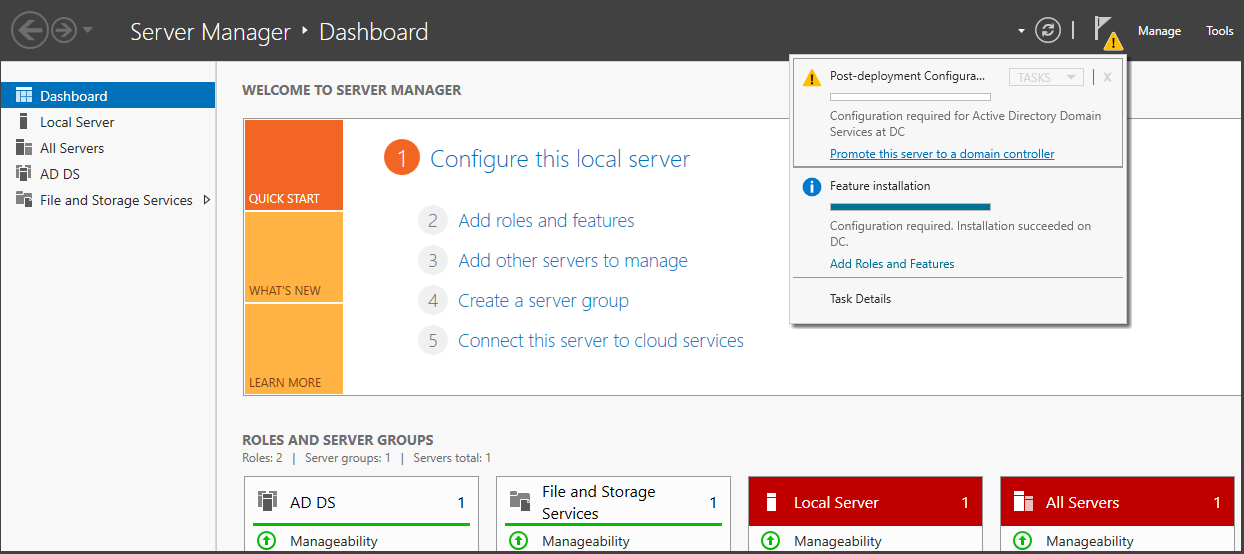 Server Manager ‣ Dashboard
Manage
Tools
Dashboard
Local Server
All Servers
AD DS
File and Storage Services
WELCOME TO SERVER MANAGER
QUICK START
WHAT'S NEW
LEARN MORE
1 Configure this local server
2 Add roles and features
3 Add other servers to manage
4 Create a server group
5 Connect this server to cloud services
Post-deployment Configura...
TASKS
X
Configuration required for Active Directory Domain
Services at DC
Promote this server to a domain controller
Feature installation
Configuration required. Installation succeeded on
DC.
Add Roles and Features
Task Details
ROLES AND SERVER GROUPS
Roles: 2 | Server groups: 1 | Servers total: 1
AD DS 1
Manageability
File and Storage
Services
1
Manageability
Local Server 1
Manageability
All Servers 1
Manageability